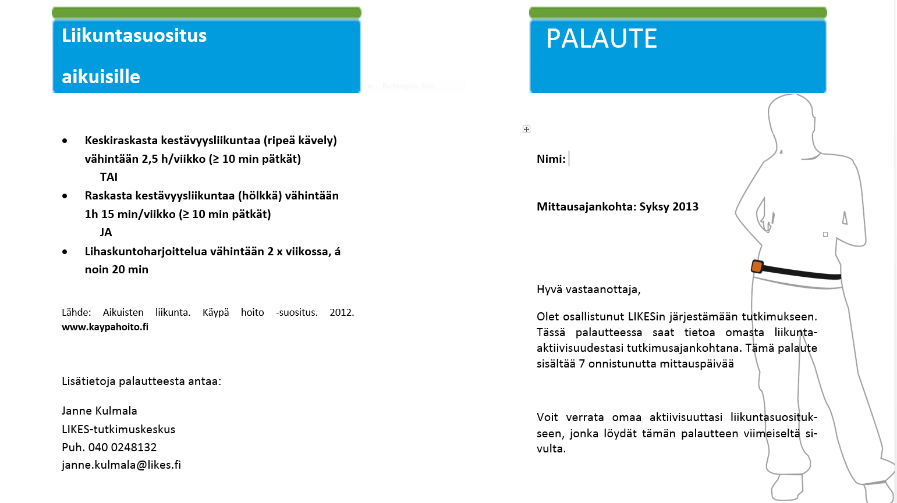 Liikuntasuositus
aikuisille
• Keskiraskasta kestävyysliikuntaa (ripeä kävely)
vähintään 2,5 h/viikko (≥ 10 min pätkät)
TAI
• Raskasta kestävyysliikuntaa (hölkkä) vähintään
1h 15 min/viikko (≥ 10 min pätkät)
JA
• Lihaskuntoharjoittelua vähintään 2 x viikossa, á
noin 20 min
Lähde: Aikuisten liikunta. Käypä hoito -suositus. 2012.
www.kaypahoito.fi
Lisätietoja palautteesta antaa:
Janne Kulmala
LIKES-tutkimuskeskus
Puh. 040 0248132
janne.kulmala@likes.fi
PALAUTE
Nimi:
Mittausajankohta: Syksy 2013
Hyvä vastaanottaja,
Olet osallistunut LIKESin järjestämään tutkimukseen.
Tässä palautteessa saat tietoa omasta liikunta-
aktiivisuudestasi tutkimusajankohtana. Tämä palaute
sisältää 7 onnistunutta mittauspäivää
Voit verrata omaa aktiivisuuttasi liikuntasuosituk-
seen, jonka löydät tämän palautteen viimeiseltä si-
vulta.